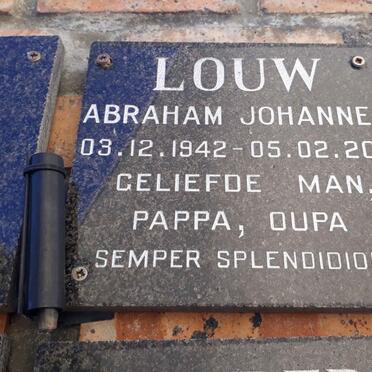 LOUW
ABRAHAM JOHANNE
03.12.1942-05.02.20
GELIEFDE MAN,
PAPPA, OUPA
SEMPER SPLENDIDIO